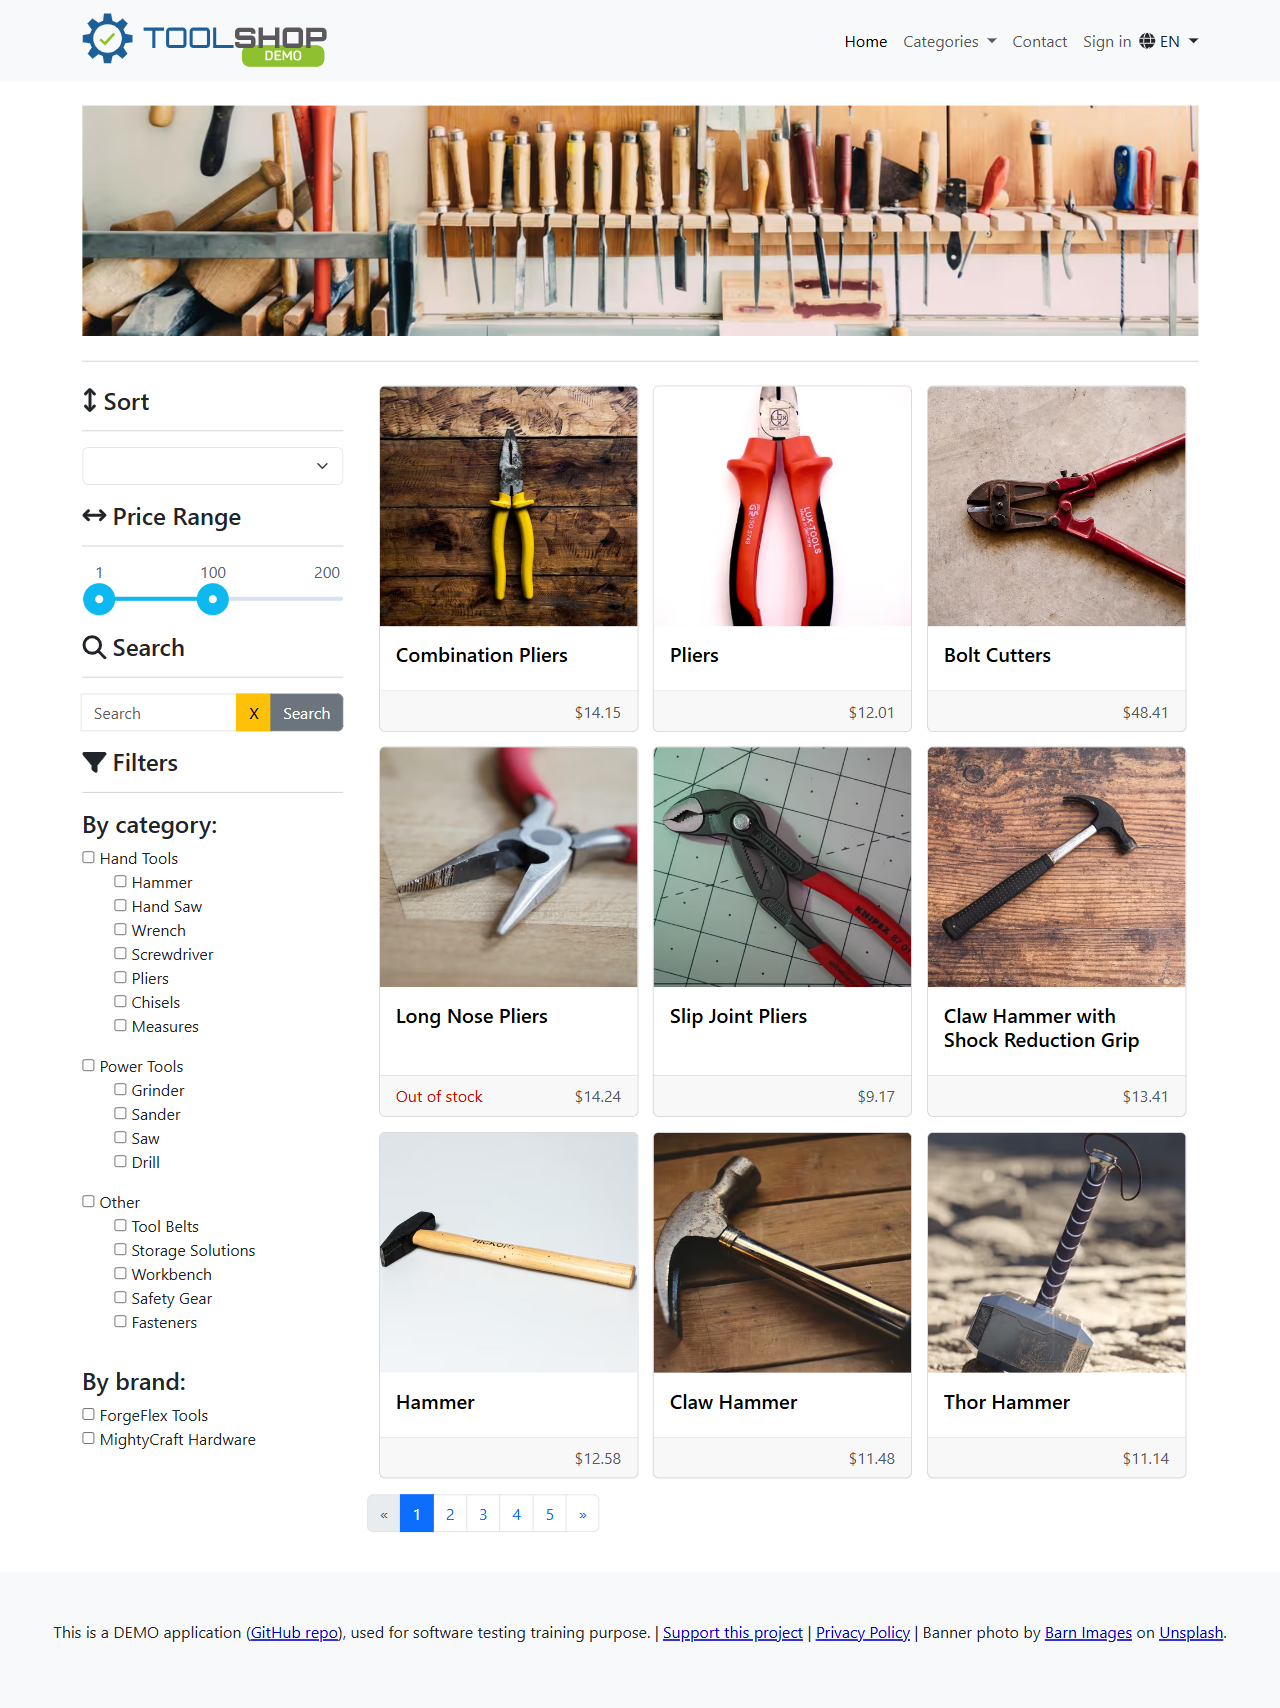 TOOLSHOP
DEMO
Home Categories Contact Sign in EN
Sort
Price Range
1 100 200
Search
Search X Search
Filters
By category:
Hand Tools
Hammer
Hand Saw
Wrench
Screwdriver
Pliers
Chisels
Measures
Power Tools
Grinder
Sander
Saw
Drill
Other
Tool Belts
Storage Solutions
Workbench
Safety Gear
Fasteners
By brand:
ForgeFlex Tools
MightyCraft Hardware
Combination Pliers
$14.15
LUX-TOOLS
Pliers
$12.01
Bolt Cutters
$48.41
Long Nose Pliers
Out of stock $14.24
KNIPEX
Slip Joint Pliers
$9.17
Claw Hammer with
Shock Reduction Grip
$13.41
HICKORY
Hammer
$12.58
Claw Hammer
$11.48
Thor Hammer
$11.14
« 1 2 3 4 5 »
This is a DEMO application (GitHub repo), used for software testing training purpose. | Support this project | Privacy Policy | Banner photo by Barn Images on Unsplash.